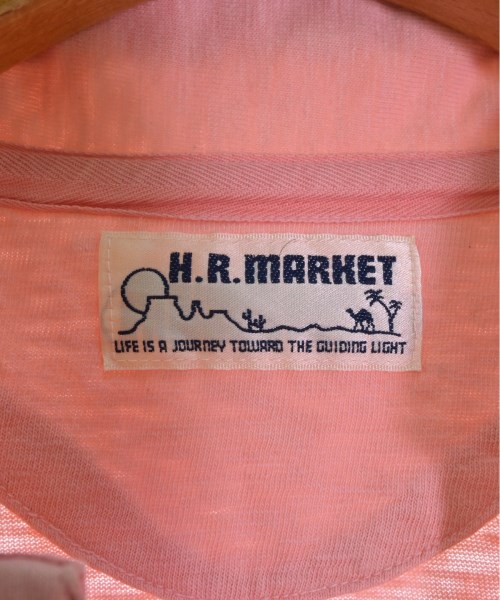 H.R.MARKET
LIFE IS A JOURNEY TOWARD THE GUIDING LIGHT